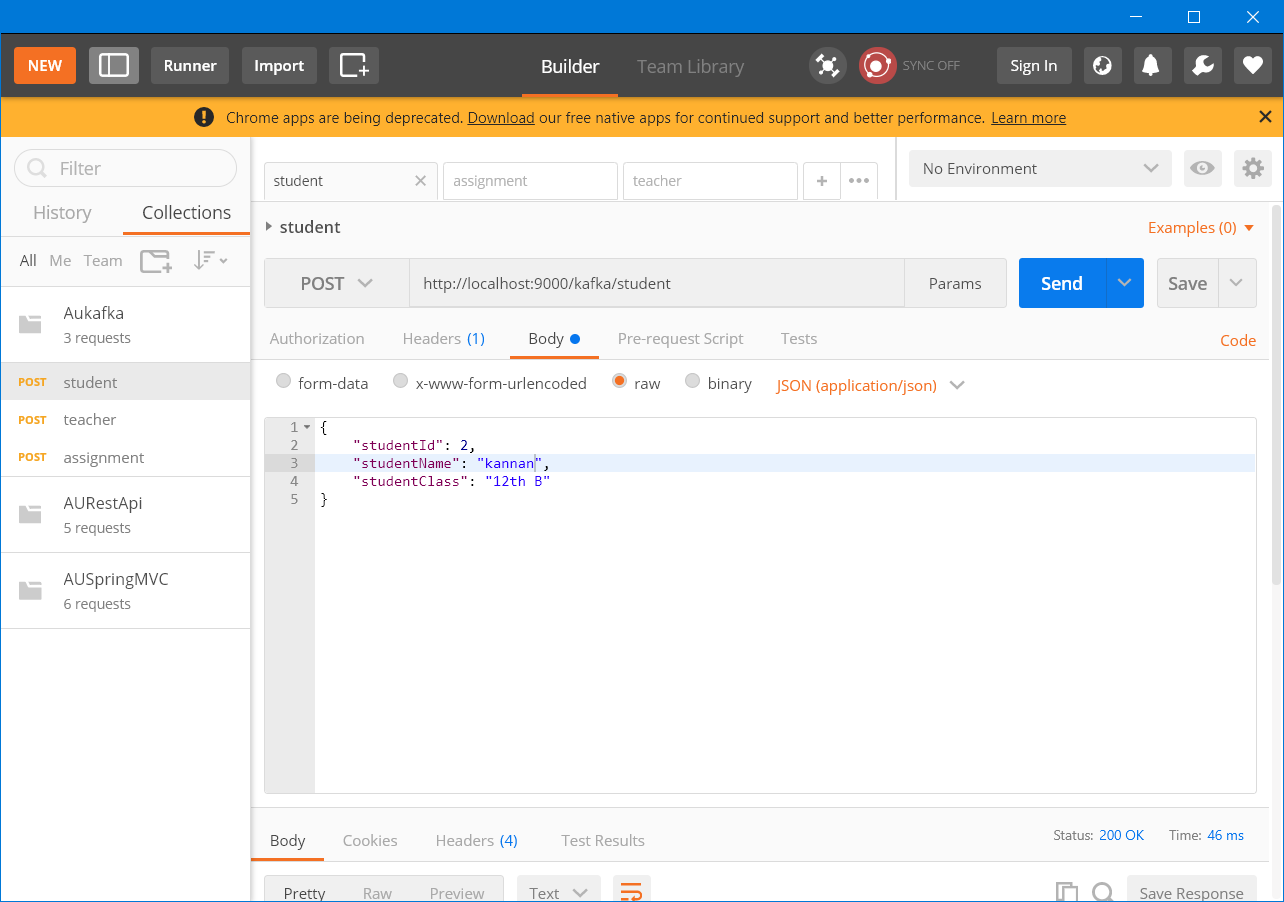 NEW Runner Import Builder Team Library SYNC OFF Sign In
Chrome apps are being deprecated. Download our free native apps for continued support and better performance. Learn more
Filter
History Collections
All Me Team
Aukafka
3 requests
POST student
POST teacher
POST assignment
AURestApi
5 requests
AUSpringMVC
6 requests
student assignment teacher + ••• No Environment
student Examples (0)
POST http://localhost:9000/kafka/student Params Send Save
Authorization Headers (1) Body Pre-request Script Tests Code
form-data x-www-form-urlencoded raw binary JSON (application/json)
1 {
2 "studentId": 2,
3 "studentName": "kannan",
4 "studentClass": "12th B"
5 }
Body Cookies Headers (4) Test Results Status: 200 OK Time: 46 ms
Pretty Raw Preview Text Save Response